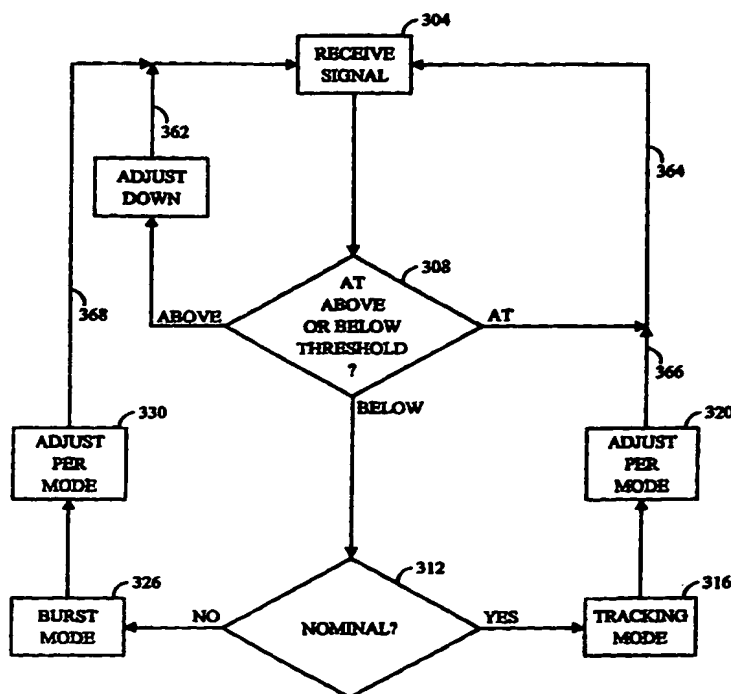 304
RECEIVE
SIGNAL
362
364
ADJUST
DOWN
308
AT
ABOVE
OR BELOW
THRESHOLD
?
ABOVE
AT
368
366
BELOW
330
320
ADJUST
PER
MODE
ADJUST
PER
MODE
312
326
316
BURST
MODE
NO
NOMINAL?
YES
TRACKING
MODE